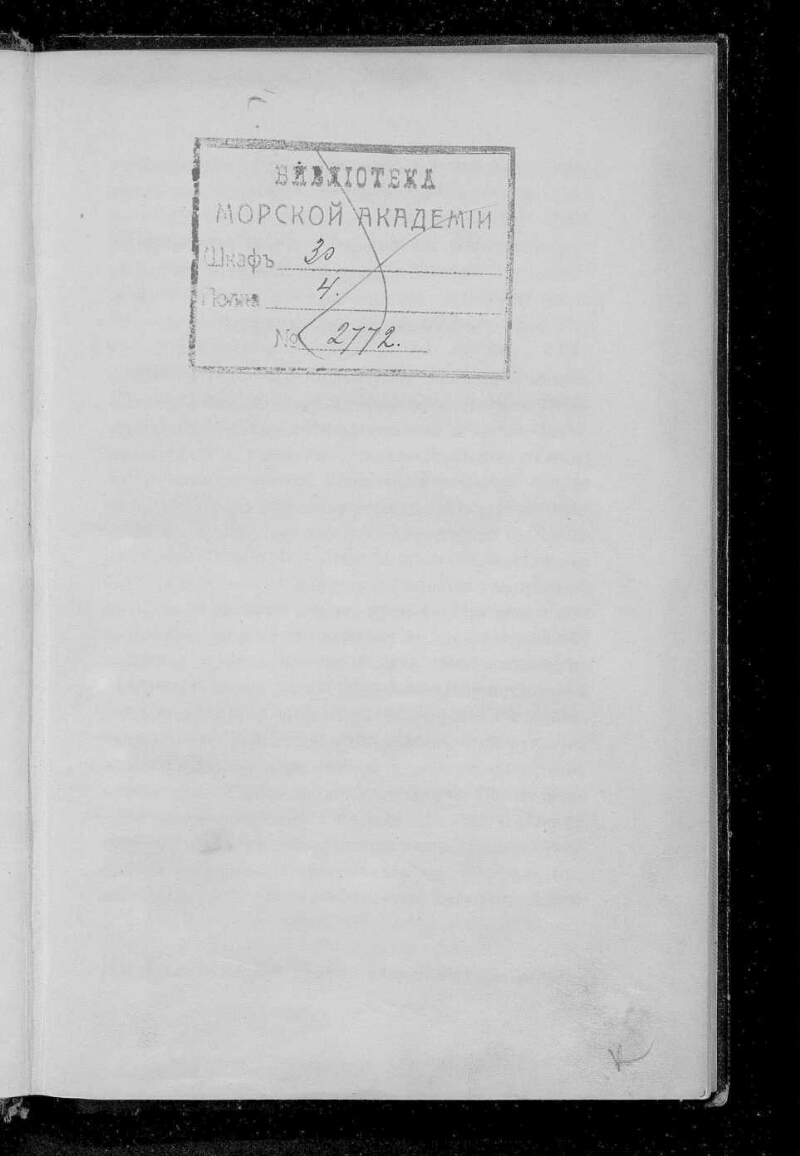 БИБЛІОТЕКА
МОРСКОЙ АКАДЕМІИ
Шкафъ 30
Полка 4.
№ 2772.
К